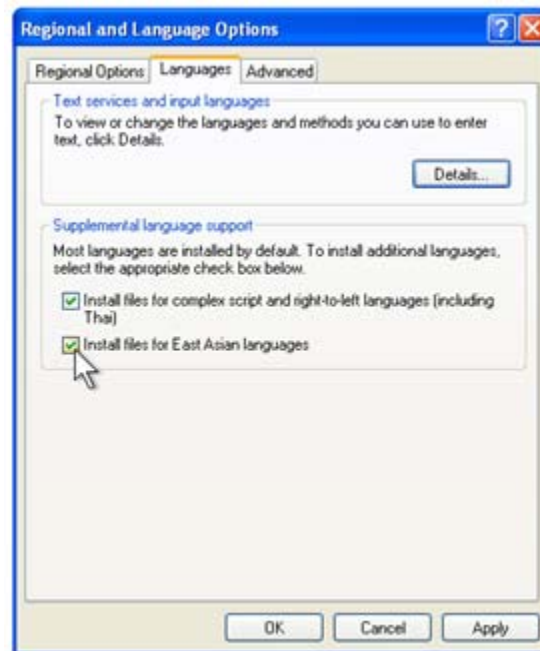 Regional and Language Options
Regional Options Languages Advanced
Text services and input languages
To view or change the languages and methods you can use to enter
text, click Details.
Details...
Supplemental language support
Most languages are installed by default. To install additional languages,
select the appropriate check box below.
Install files for complex script and right-to-left languages (including
Thai)
Install files for East Asian languages
OK Cancel Apply